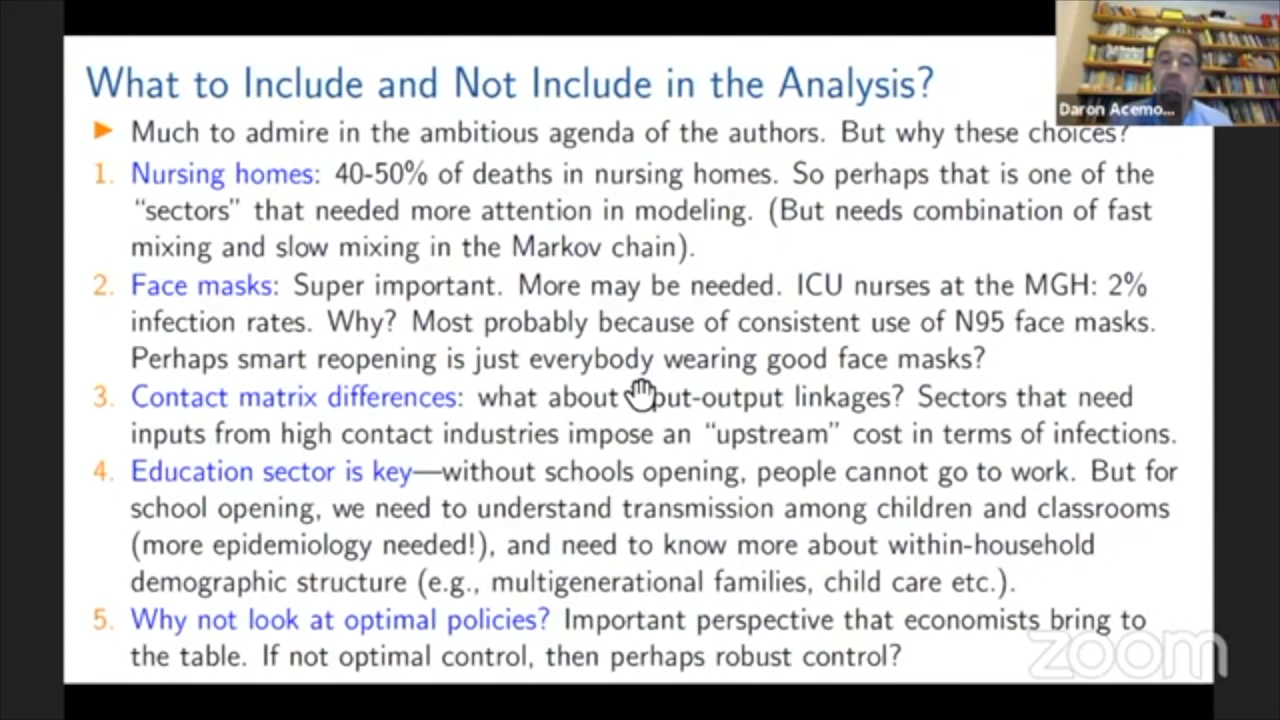 What to Include and Not Include in the Analysis?
Daron Acemo...
Much to admire in the ambitious agenda of the authors. But why these choices?
1. Nursing homes: 40-50% of deaths in nursing homes. So perhaps that is one of the
“sectors” that needed more attention in modeling. (But needs combination of fast
mixing and slow mixing in the Markov chain).
2. Face masks: Super important. More may be needed. ICU nurses at the MGH: 2%
infection rates. Why? Most probably because of consistent use of N95 face masks.
Perhaps smart reopening is just everybody wearing good face masks?
3. Contact matrix differences: what about put-output linkages? Sectors that need
inputs from high contact industries impose an “upstream” cost in terms of infections.
4. Education sector is key—without schools opening, people cannot go to work. But for
school opening, we need to understand transmission among children and classrooms
(more epidemiology needed!), and need to know more about within-household
demographic structure (e.g., multigenerational families, child care etc.).
5. Why not look at optimal policies? Important perspective that economists bring to
the table. If not optimal control, then perhaps robust control?
zoom